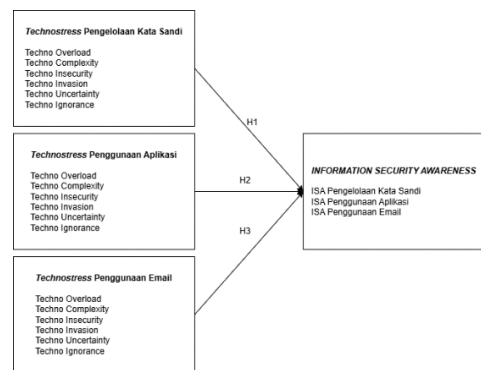 Technostress Pengelolaan Kata Sandi
Techno Overload
Techno Complexity
Techno Insecurity
Techno Invasion
Techno Uncertainty
Techno Ignorance
H1
Technostress Penggunaan Aplikasi
Techno Overload
Techno Complexity
Techno Insecurity
Techno Invasion
Techno Uncertainty
Techno Ignorance
H2
INFORMATION SECURITY AWARENESS
ISA Pengelolaan Kata Sandi
ISA Penggunaan Aplikasi
ISA Penggunaan Email
H3
Technostress Penggunaan Email
Techno Overload
Techno Complexity
Techno Insecurity
Techno Invasion
Techno Uncertainty
Techno Ignorance